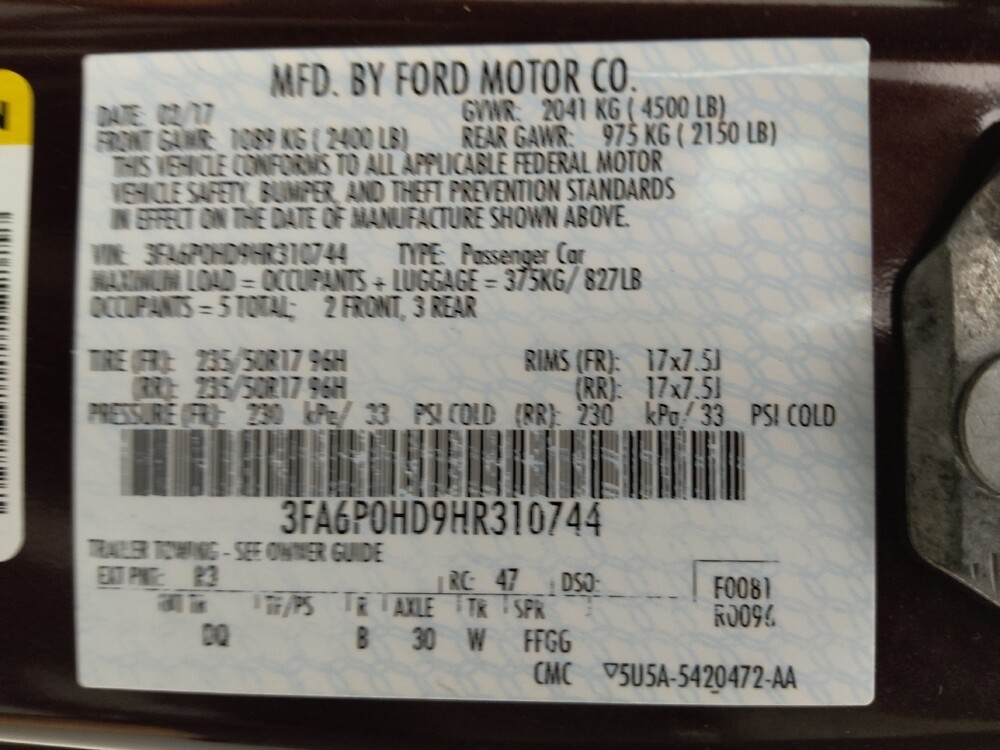 N
MFD. BY FORD MOTOR CO.
DATE: 02/17 GVWR: 2041 KG ( 4500 LB)
FRONT GAWR: 1089 KG ( 2400 LB) REAR GAWR: 975 KG ( 2150 LB)
THIS VEHICLE CONFORMS TO ALL APPLICABLE FEDERAL MOTOR
VEHICLE SAFETY, BUMPER, AND THEFT PREVENTION STANDARDS
IN EFFECT ON THE DATE OF MANUFACTURE SHOWN ABOVE.
VIN: 3FA6P0HD9HR310744 TYPE: Passenger Car
MAXIMUM LOAD = OCCUPANTS + LUGGAGE = 375KG/ 827LB
OCCUPANTS = 5 TOTAL; 2 FRONT, 3 REAR
TIRE (FR): 235/50R17 96H RIMS (FR): 17x7.5J
(RR): 235/50R17 96H (RR): 17x7.5J
PRESSURE (FR): 230 kPa/ 33 PSI COLD (RR): 230 kPa/ 33 PSI COLD
3FA6P0HD9HR310744
TRAILER TOWING - SEE OWNER GUIDE
EXT PNT: RC: 47 DSO: F0081
INT TR TP/PS R AXLE TR SPR R0096
DQ B 30 W FFGG
CMC ▽5U5A-5420472-AA